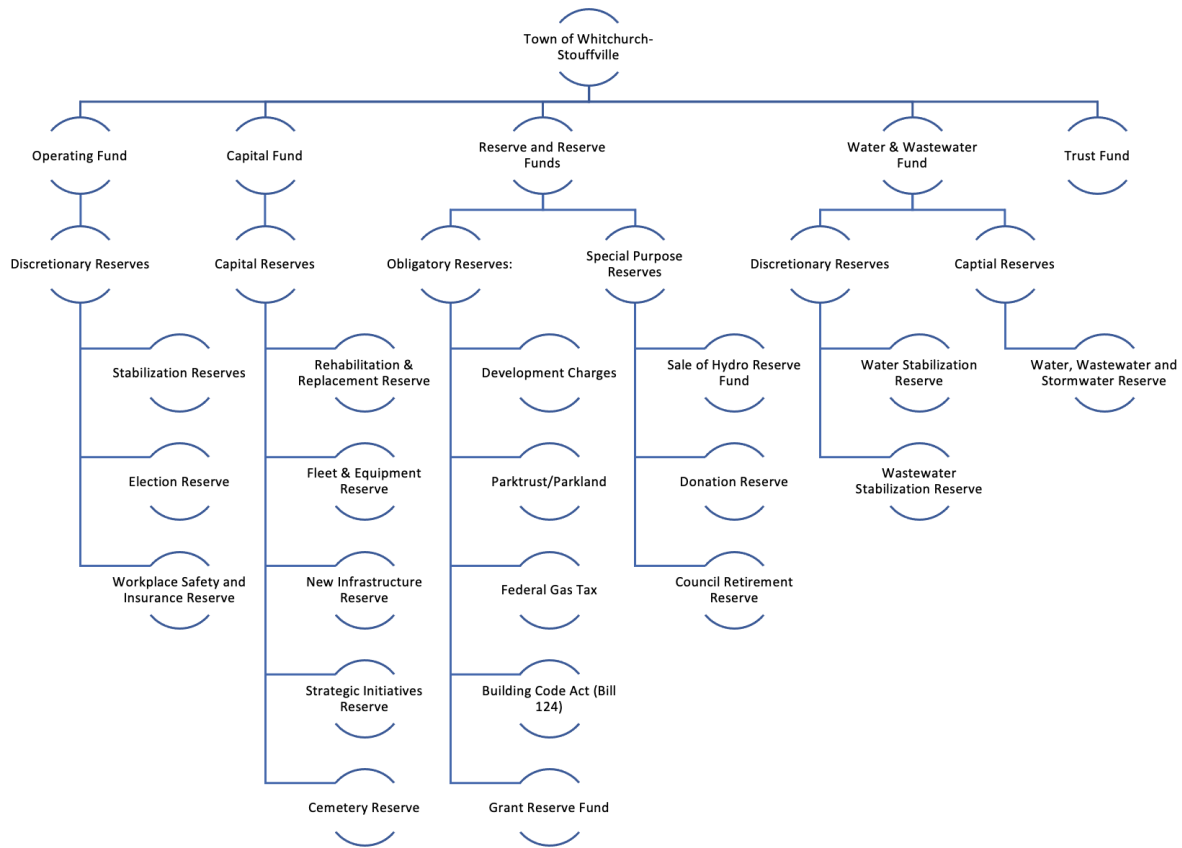 Town of Whitchurch-
Stouffville
Operating Fund
Capital Fund
Reserve and Reserve
Funds
Water & Wastewater
Fund
Trust Fund
Discretionary Reserves
Capital Reserves
Obligatory Reserves:
Special Purpose
Reserves
Discretionary Reserves
Captial Reserves
Stabilization Reserves
Rehabilitation &
Replacement Reserve
Development Charges
Sale of Hydro Reserve
Fund
Water Stabilization
Reserve
Water, Wastewater and
Stormwater Reserve
Election Reserve
Fleet & Equipment
Reserve
Parktrust/Parkland
Donation Reserve
Wastewater
Stabilization Reserve
Workplace Safety and
Insurance Reserve
New Infrastructure
Reserve
Federal Gas Tax
Council Retirement
Reserve
Strategic Initiatives
Reserve
Building Code Act (Bill
124)
Cemetery Reserve
Grant Reserve Fund